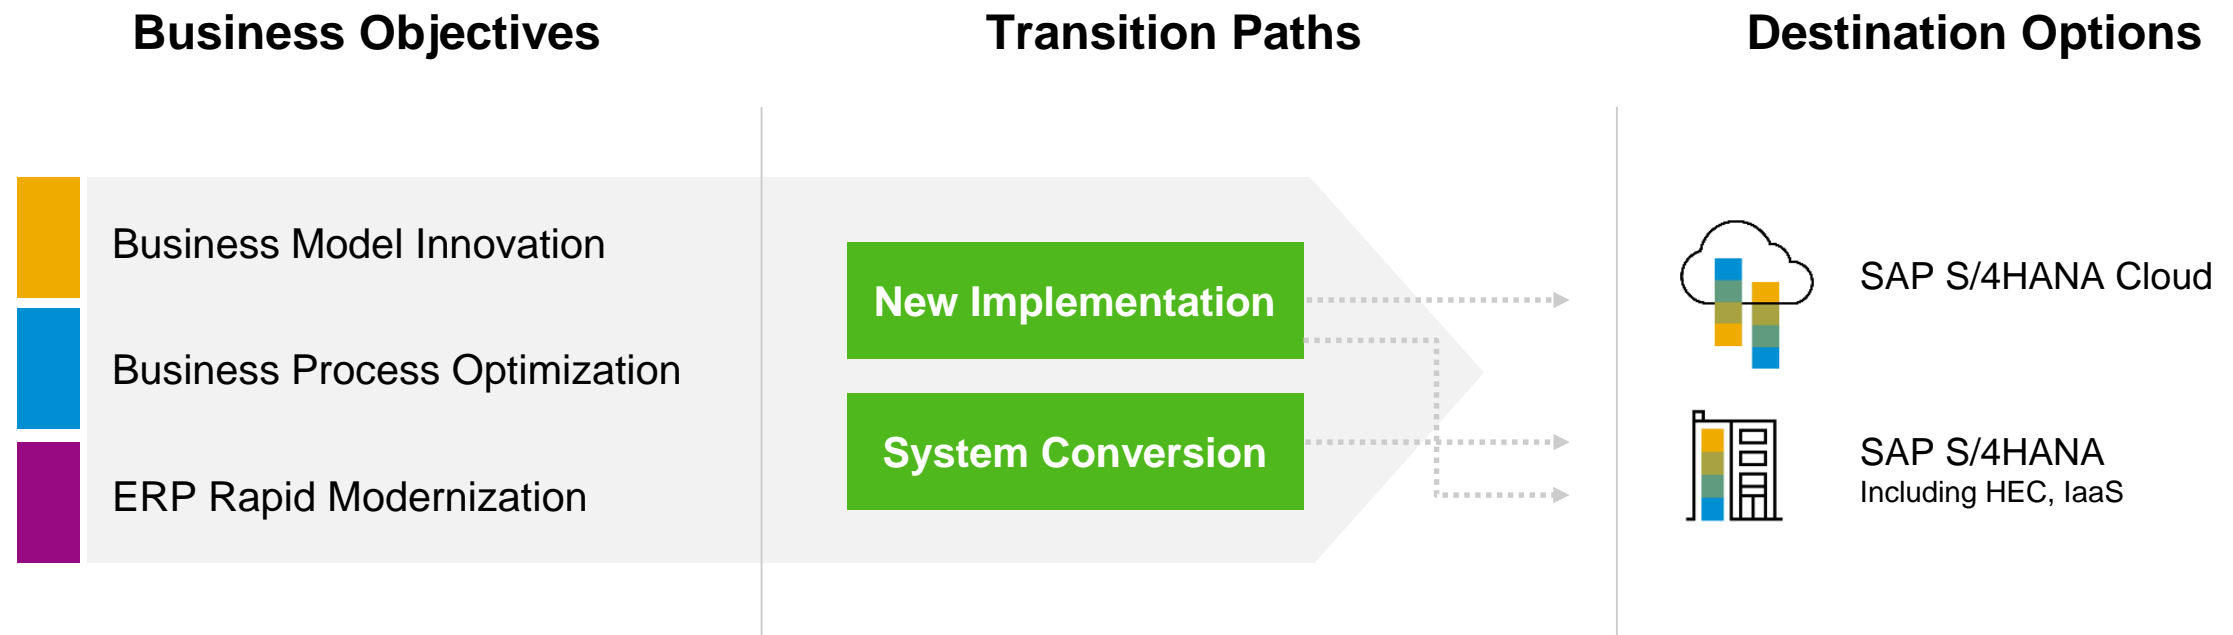 Business Objectives
Transition Paths
Destination Options
Business Model Innovation
Business Process Optimization
ERP Rapid Modernization
New Implementation
System Conversion
SAP S/4HANA Cloud
SAP S/4HANA
Including HEC, IaaS